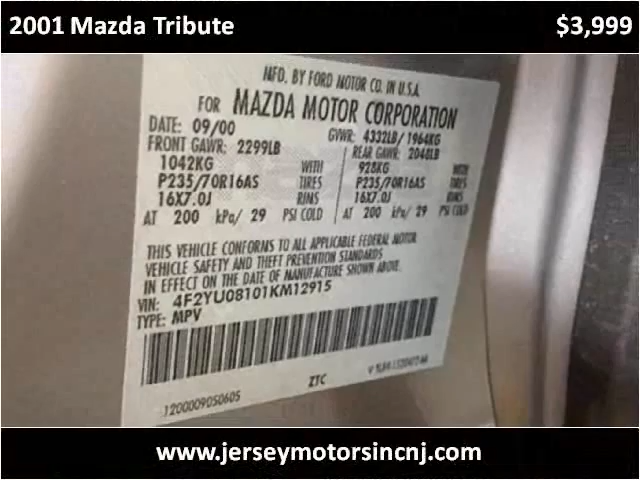 2001 Mazda Tribute $3,999
MFD. BY FORD MOTOR CO. IN U.S.A.
FOR MAZDA MOTOR CORPORATION
DATE: 09/00 GVWR: 4332LB/ 1964KG
FRONT GAWR: 2299LB REAR GAWR: 2048LB
1042KG WITH 928KG WITH
P235/70R16AS TIRES P235/70R16AS TIRES
16X7.0J RIMS 16X7.0J RIMS
AT 200 kPa/ 29 PSI COLD AT 200 kPa/ 29 PSI COLD
THIS VEHICLE CONFORMS TO ALL APPLICABLE FEDERAL MOTOR
VEHICLE SAFETY AND THEFT PREVENTION STANDARDS
IN EFFECT ON THE DATE OF MANUFACTURE SHOWN ABOVE.
VIN: 4F2YU08101KM12915
TYPE: MPV
1200009050605 ZTC
www.jerseymotorsincnj.com